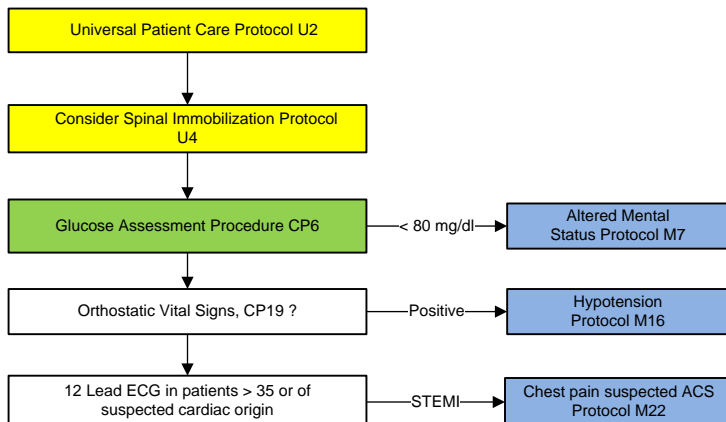 Universal Patient Care Protocol U2
Consider Spinal Immobilization Protocol
U4
Glucose Assessment Procedure CP6
< 80 mg/dl
Altered Mental
Status Protocol M7
Orthostatic Vital Signs, CP19 ?
Positive
Hypotension
Protocol M16
12 Lead ECG in patients > 35 or of
suspected cardiac origin
STEMI
Chest pain suspected ACS
Protocol M22